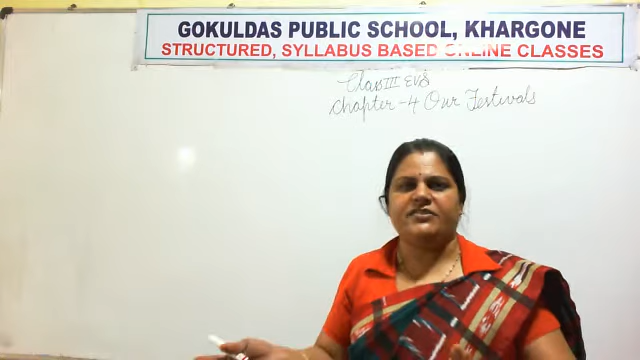 GOKULDAS PUBLIC SCHOOL, KHARGONE
STRUCTURED, SYLLABUS BASED ONLINE CLASSES
Class III EVS
Chapter - 4 Our Festivals